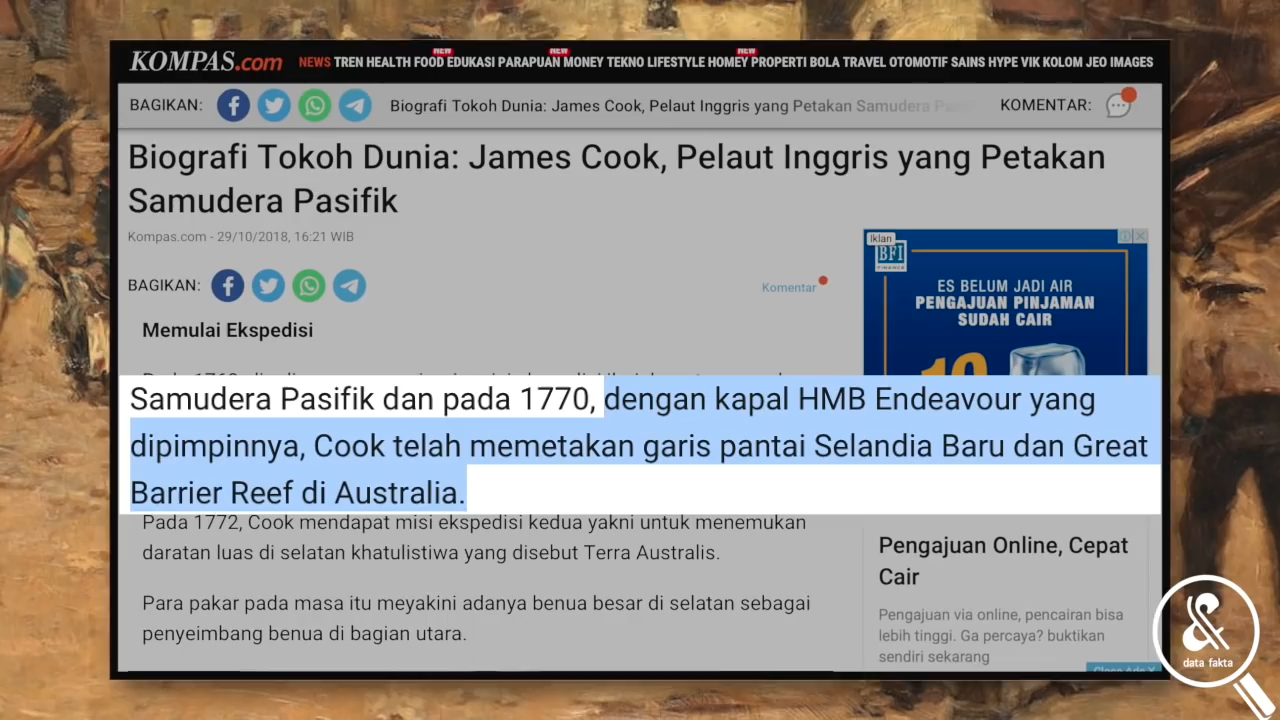 KOMPAS.com NEWS TREN HEALTH FOOD EDUKASI PARAPUAN MONEY TEKNO LIFESTYLE HOMEY PROPERTI BOLA TRAVEL OTOMOTIF SAINS HYPE VIK KOLOM JEO IMAGES
NEW NEW NEW
BAGIKAN: Biografi Tokoh Dunia: James Cook, Pelaut Inggris yang Petakan Samudera KOMENTAR:
Biografi Tokoh Dunia: James Cook, Pelaut Inggris yang Petakan
Samudera Pasifik
Kompas.com - 29/10/2018, 16:21 WIB
BAGIKAN:
Komentar
Memulai Ekspedisi
Samudera Pasifik dan pada 1770, dengan kapal HMB Endeavour yang
dipimpinnya, Cook telah memetakan garis pantai Selandia Baru dan Great
Barrier Reef di Australia.
Pada 1772, Cook mendapat misi ekspedisi kedua yakni untuk menemukan
daratan luas di selatan khatulistiwa yang disebut Terra Australis.
Para pakar pada masa itu meyakini adanya benua besar di selatan sebagai
penyeimbang benua di bagian utara.
Iklan
BFI
FINANCE
ES BELUM JADI AIR
PENGAJUAN PINJAMAN
SUDAH CAIR
Pengajuan Online, Cepat
Cair
Pengajuan via online, pencairan bisa
lebih tinggi. Ga percaya? buktikan
sendiri sekarang
Close Ads X
&
data fakta